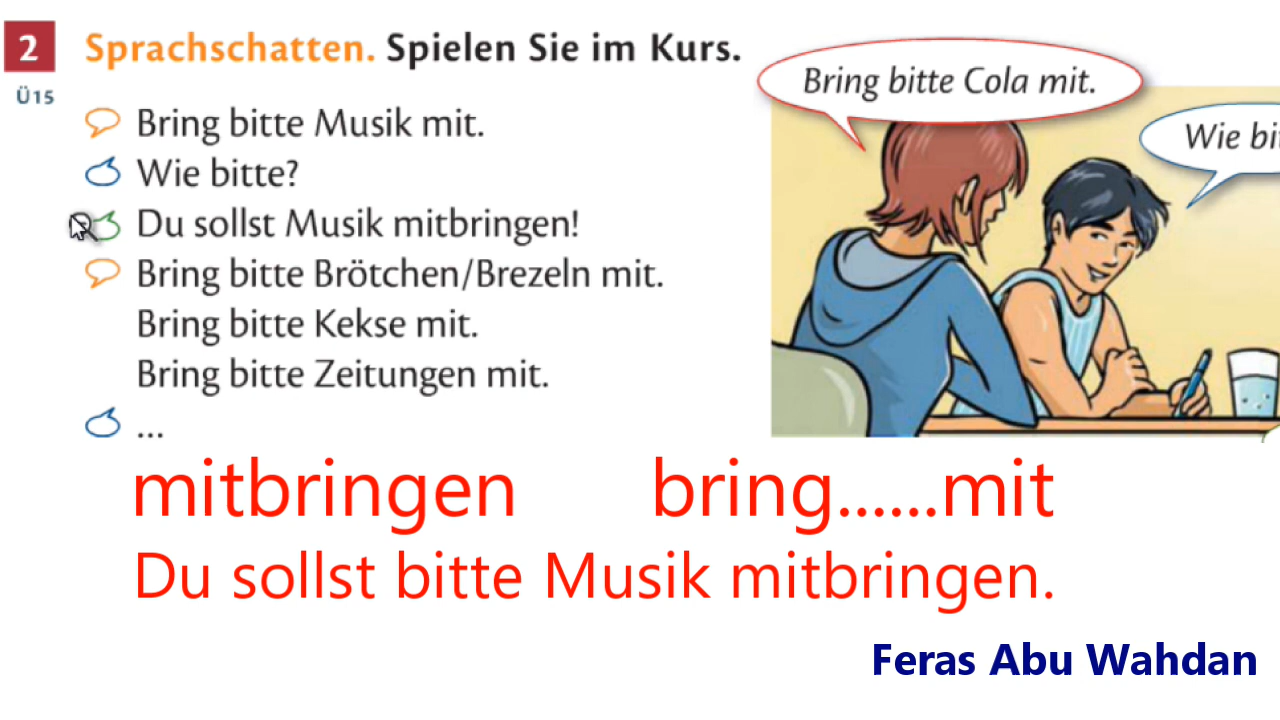 2 Sprachschatten. Spielen Sie im Kurs.
Ü15
Bring bitte Musik mit.
Wie bitte?
Du sollst Musik mitbringen!
Bring bitte Brötchen/Brezeln mit.
Bring bitte Kekse mit.
Bring bitte Zeitungen mit.
...
Bring bitte Cola mit.
Wie
mitbringen bring......mit
Du sollst bitte Musik mitbringen.
Feras Abu Wahdan